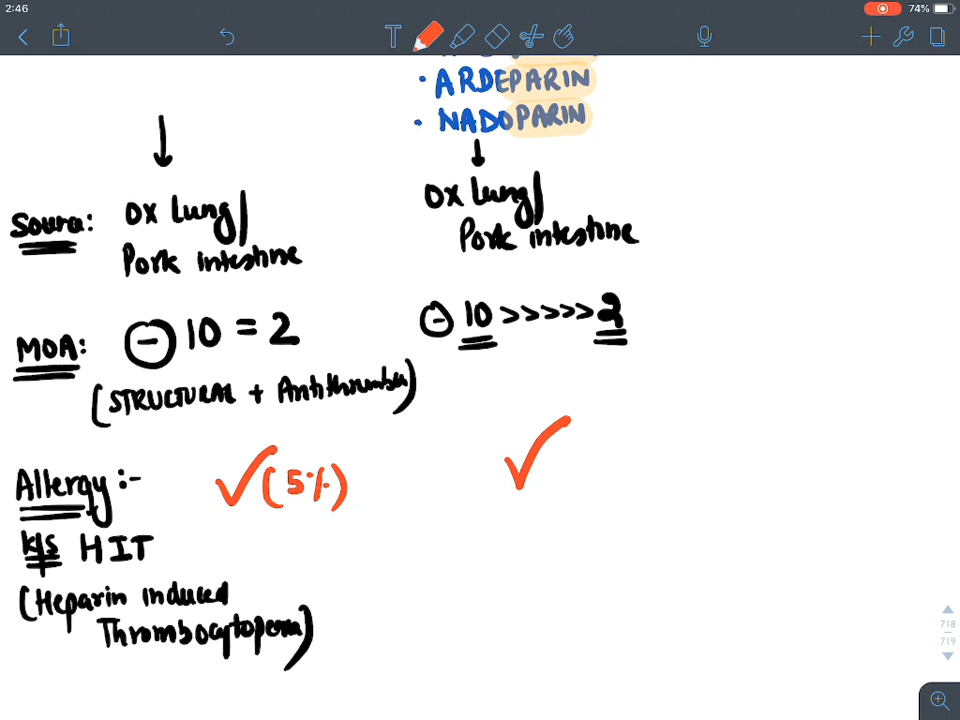 2:46
74%
T
• ARDEPARIN
• NADOPARIN
Source: OX Lung/ Pork intestine
OX Lung/ Pork intestine
MOA: - 10 = 2
(STRUCTURAL + Antithrombin)
- 10 >>>>> 2
Allergy:- ✓(5%) ✓
K/S HIT
(Heparin induced
Thrombocytopenia)
718
719